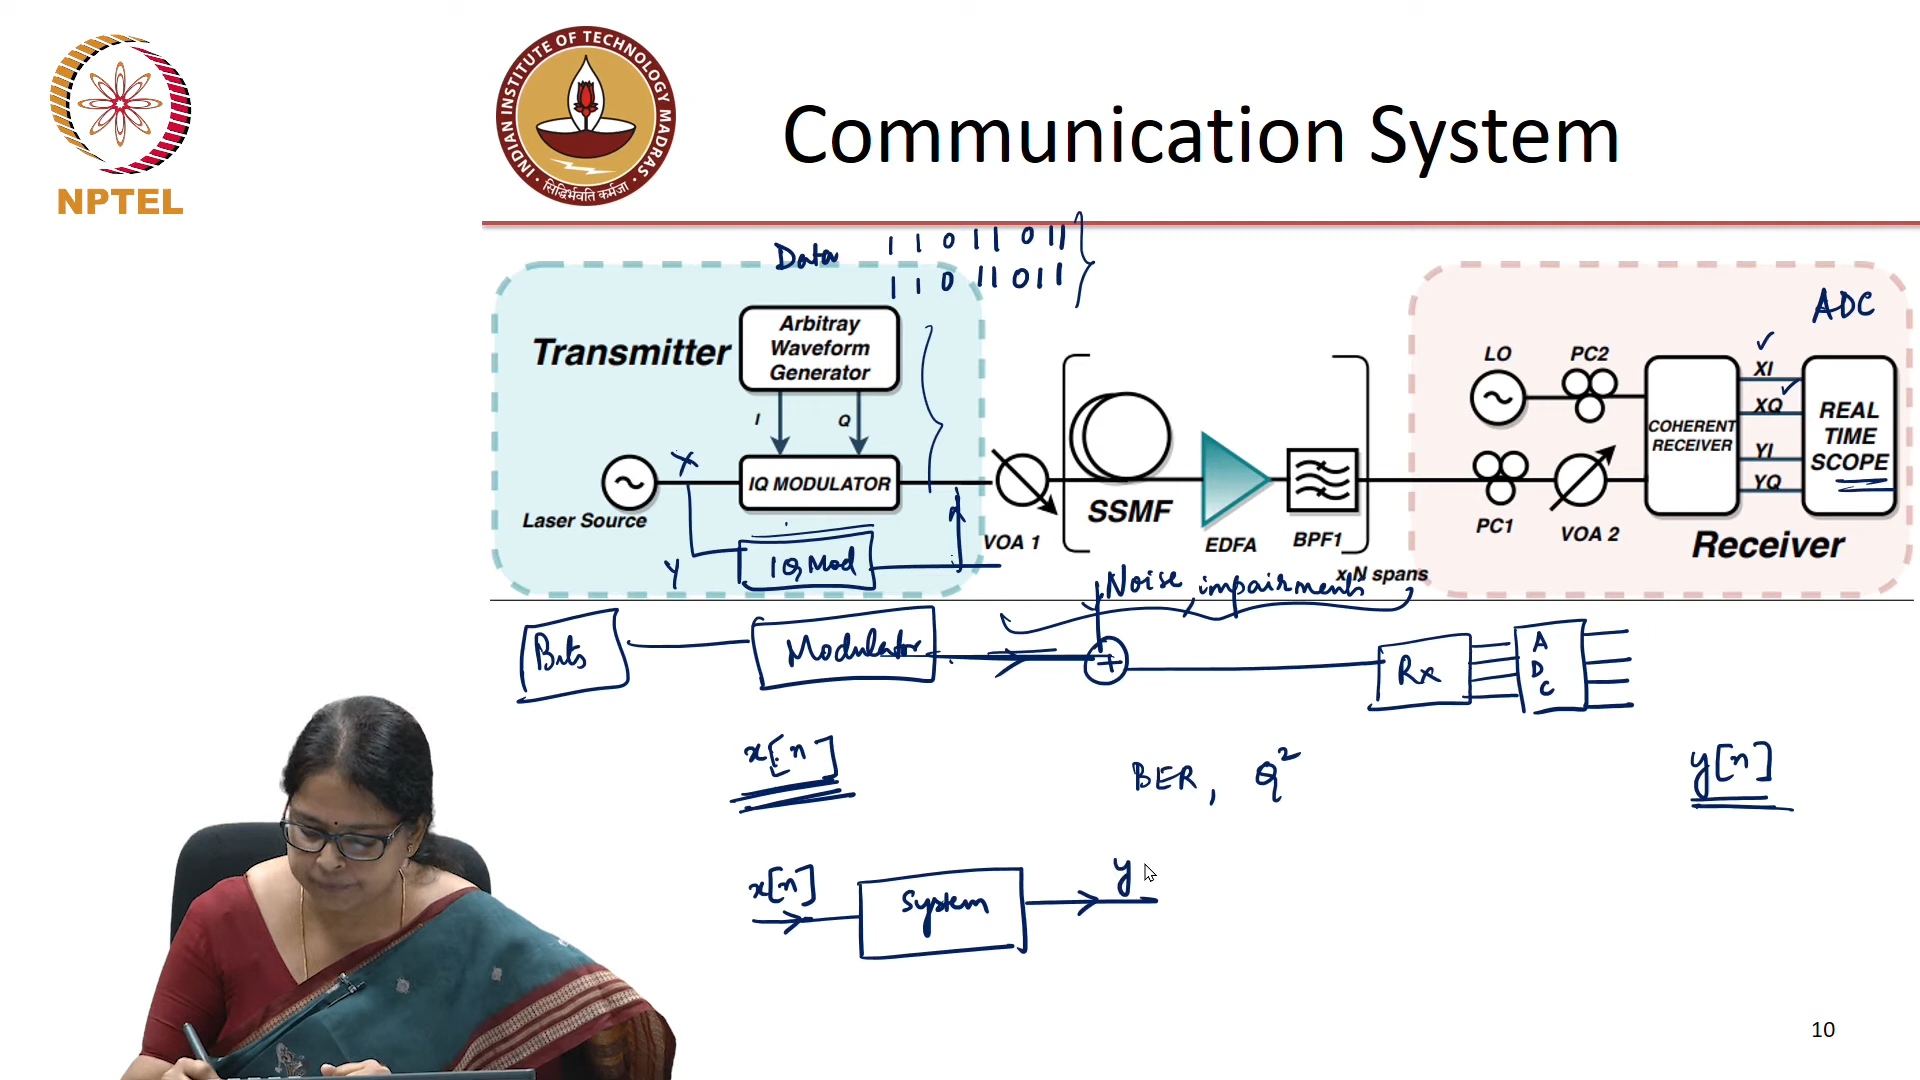 NPTEL
INDIAN INSTITUTE OF TECHNOLOGY MADRAS
सिद्धिर्भवति कर्मजा
Communication System
Data 1 1 0 1 1 0 1 1
1 1 0 1 1 0 1 1
Transmitter
Arbitray
Waveform
Generator
I Q
X
IQ MODULATOR
Laser Source
Y
IQ Mod
VOA 1
SSMF
EDFA
BPF1
x N spans
ADC
LO
PC2
COHERENT
RECEIVER
XI
XQ
YI
YQ
REAL
TIME
SCOPE
PC1
VOA 2
Receiver
Noise, impairments
Bits
Modulator
+
Rx
A
D
C
x[n]
BER, Q²
y[n]
x[n]
System
y
10